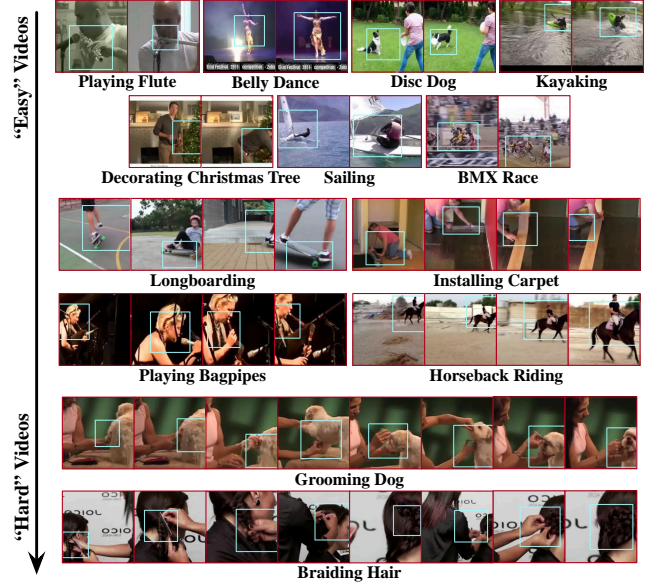 "Easy" Videos
Playing Flute
Belly Dance
Disc Dog
Kayaking
Decorating Christmas Tree
Sailing
BMX Race
Longboarding
Installing Carpet
Playing Bagpipes
Horseback Riding
"Hard" Videos
Grooming Dog
Braiding Hair